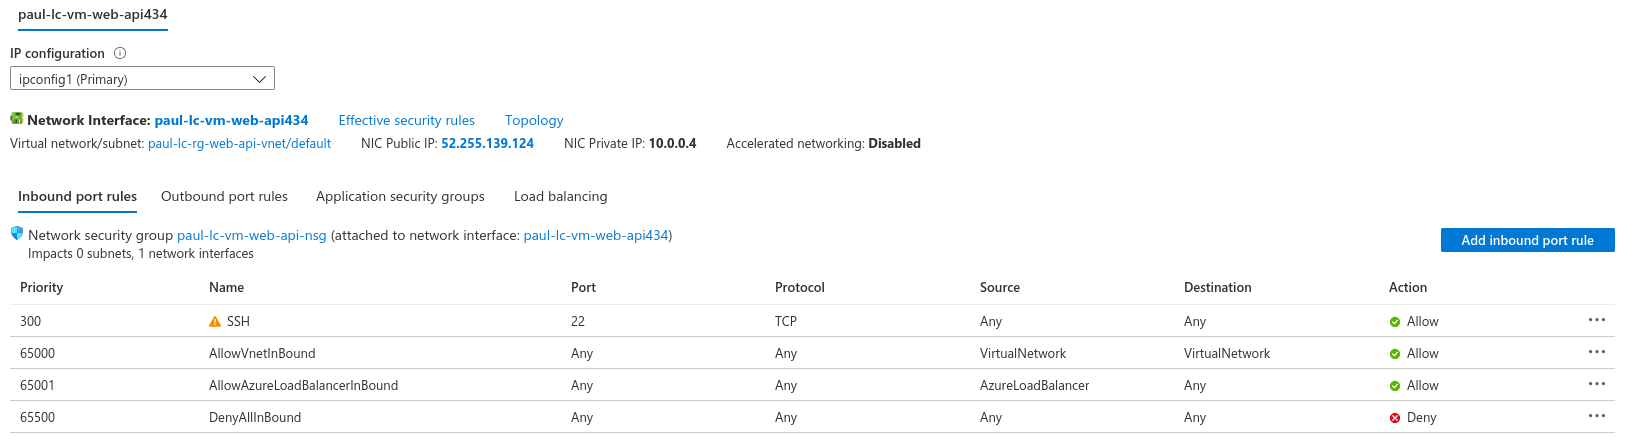 paul-lc-vm-web-api434
IP configuration
ipconfig1 (Primary)
Network Interface: paul-lc-vm-web-api434 Effective security rules Topology
Virtual network/subnet: paul-lc-rg-web-api-vnet/default NIC Public IP: 52.255.139.124 NIC Private IP: 10.0.0.4 Accelerated networking: Disabled
Inbound port rules Outbound port rules Application security groups Load balancing
Network security group paul-lc-vm-web-api-nsg (attached to network interface: paul-lc-vm-web-api434)
Impacts 0 subnets, 1 network interfaces
Add inbound port rule
Priority Name Port Protocol Source Destination Action
300 SSH 22 TCP Any Any Allow
65000 AllowVnetInBound Any Any VirtualNetwork VirtualNetwork Allow
65001 AllowAzureLoadBalancerInBound Any Any AzureLoadBalancer Any Allow
65500 DenyAllInBound Any Any Any Any Deny